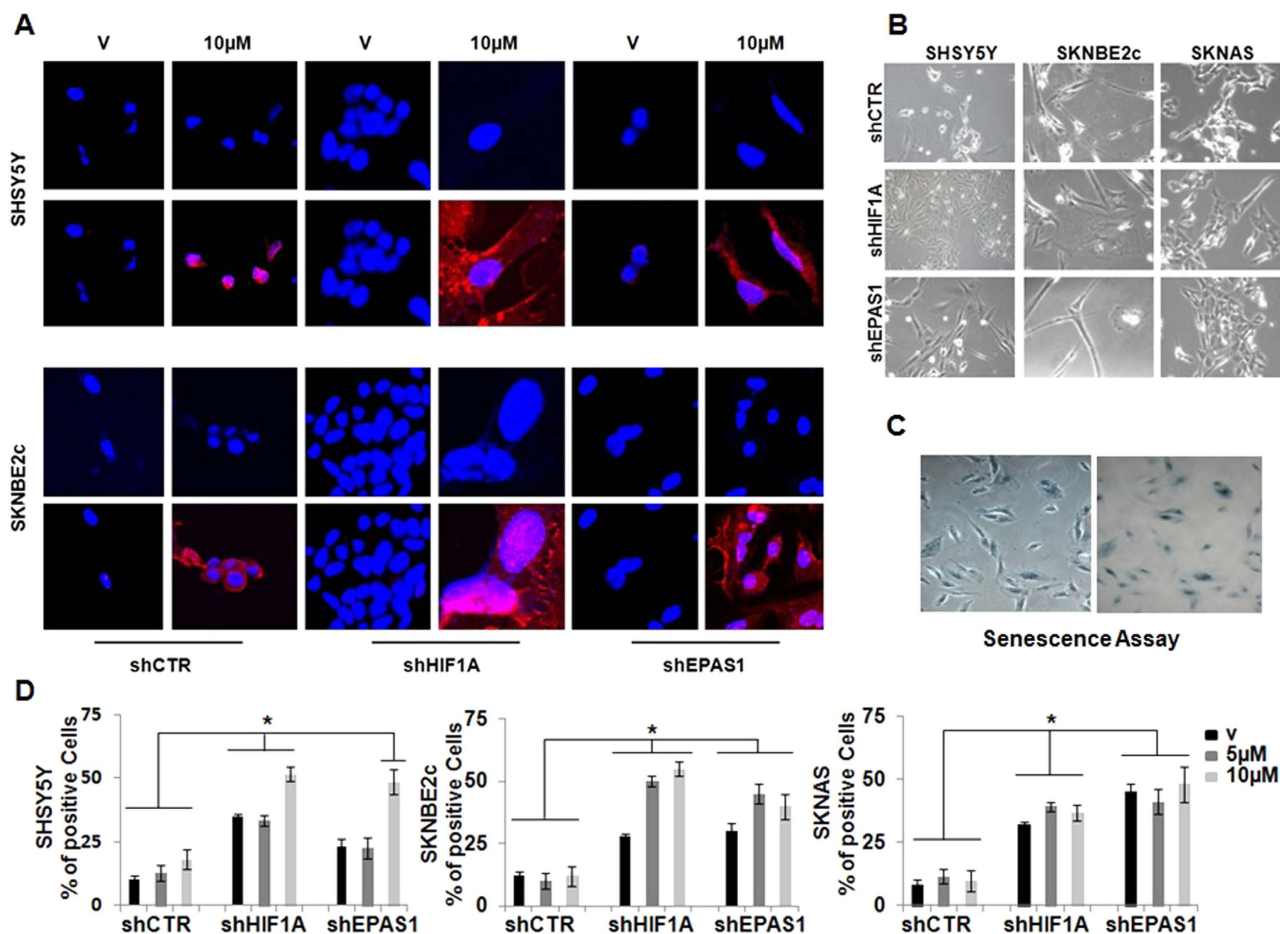 A
V 10µM V 10µM V 10µM
SHSY5Y
SKNBE2c
shCTR shHIF1A shEPAS1
B
SHSY5Y SKNBE2c SKNAS
shCTR
shHIF1A
shEPAS1
C
Senescence Assay
D
SHSY5Y
% of positive Cells
75
50
25
0
*
shCTR shHIF1A shEPAS1
SKNBE2c
% of positive Cells
75
50
25
0
*
shCTR shHIF1A shEPAS1
SKNAS
% of positive Cells
75
50
25
0
*
shCTR shHIF1A shEPAS1
v
5µM
10µM